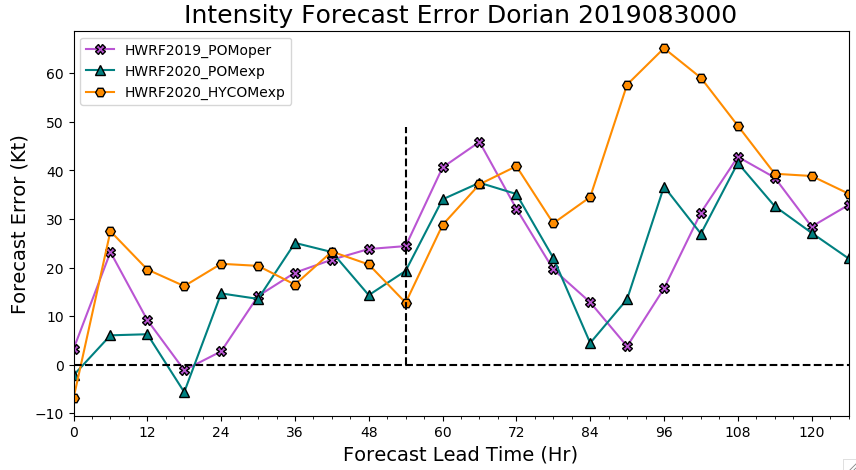 Intensity Forecast Error Dorian 2019083000
HWRF2019_POMoper
HWRF2020_POMexp
HWRF2020_HYCOMexp
Forecast Error (Kt)
60
50
40
30
20
10
0
−10
0 12 24 36 48 60 72 84 96 108 120
Forecast Lead Time (Hr)